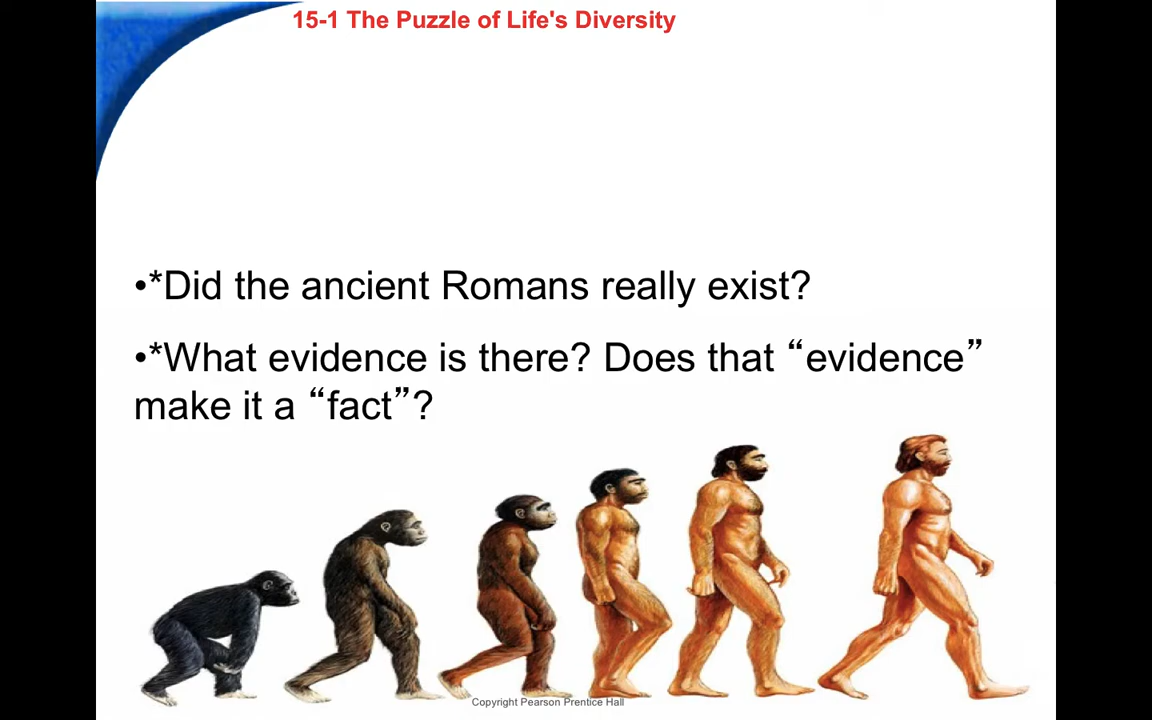 15-1 The Puzzle of Life's Diversity
•*Did the ancient Romans really exist?
•*What evidence is there? Does that “evidence”
make it a “fact”?
Copyright Pearson Prentice Hall